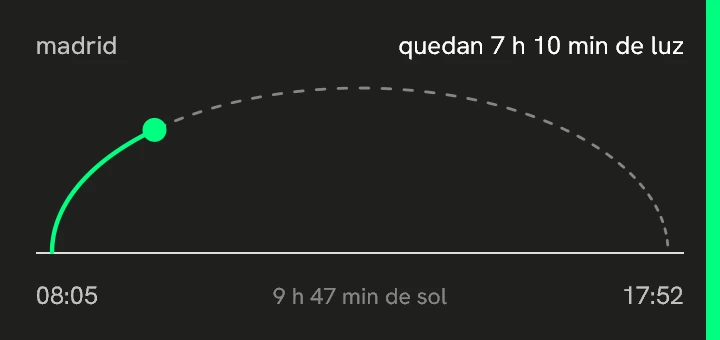 madrid
quedan 7 h 10 min de luz
08:05
9 h 47 min de sol
17:52